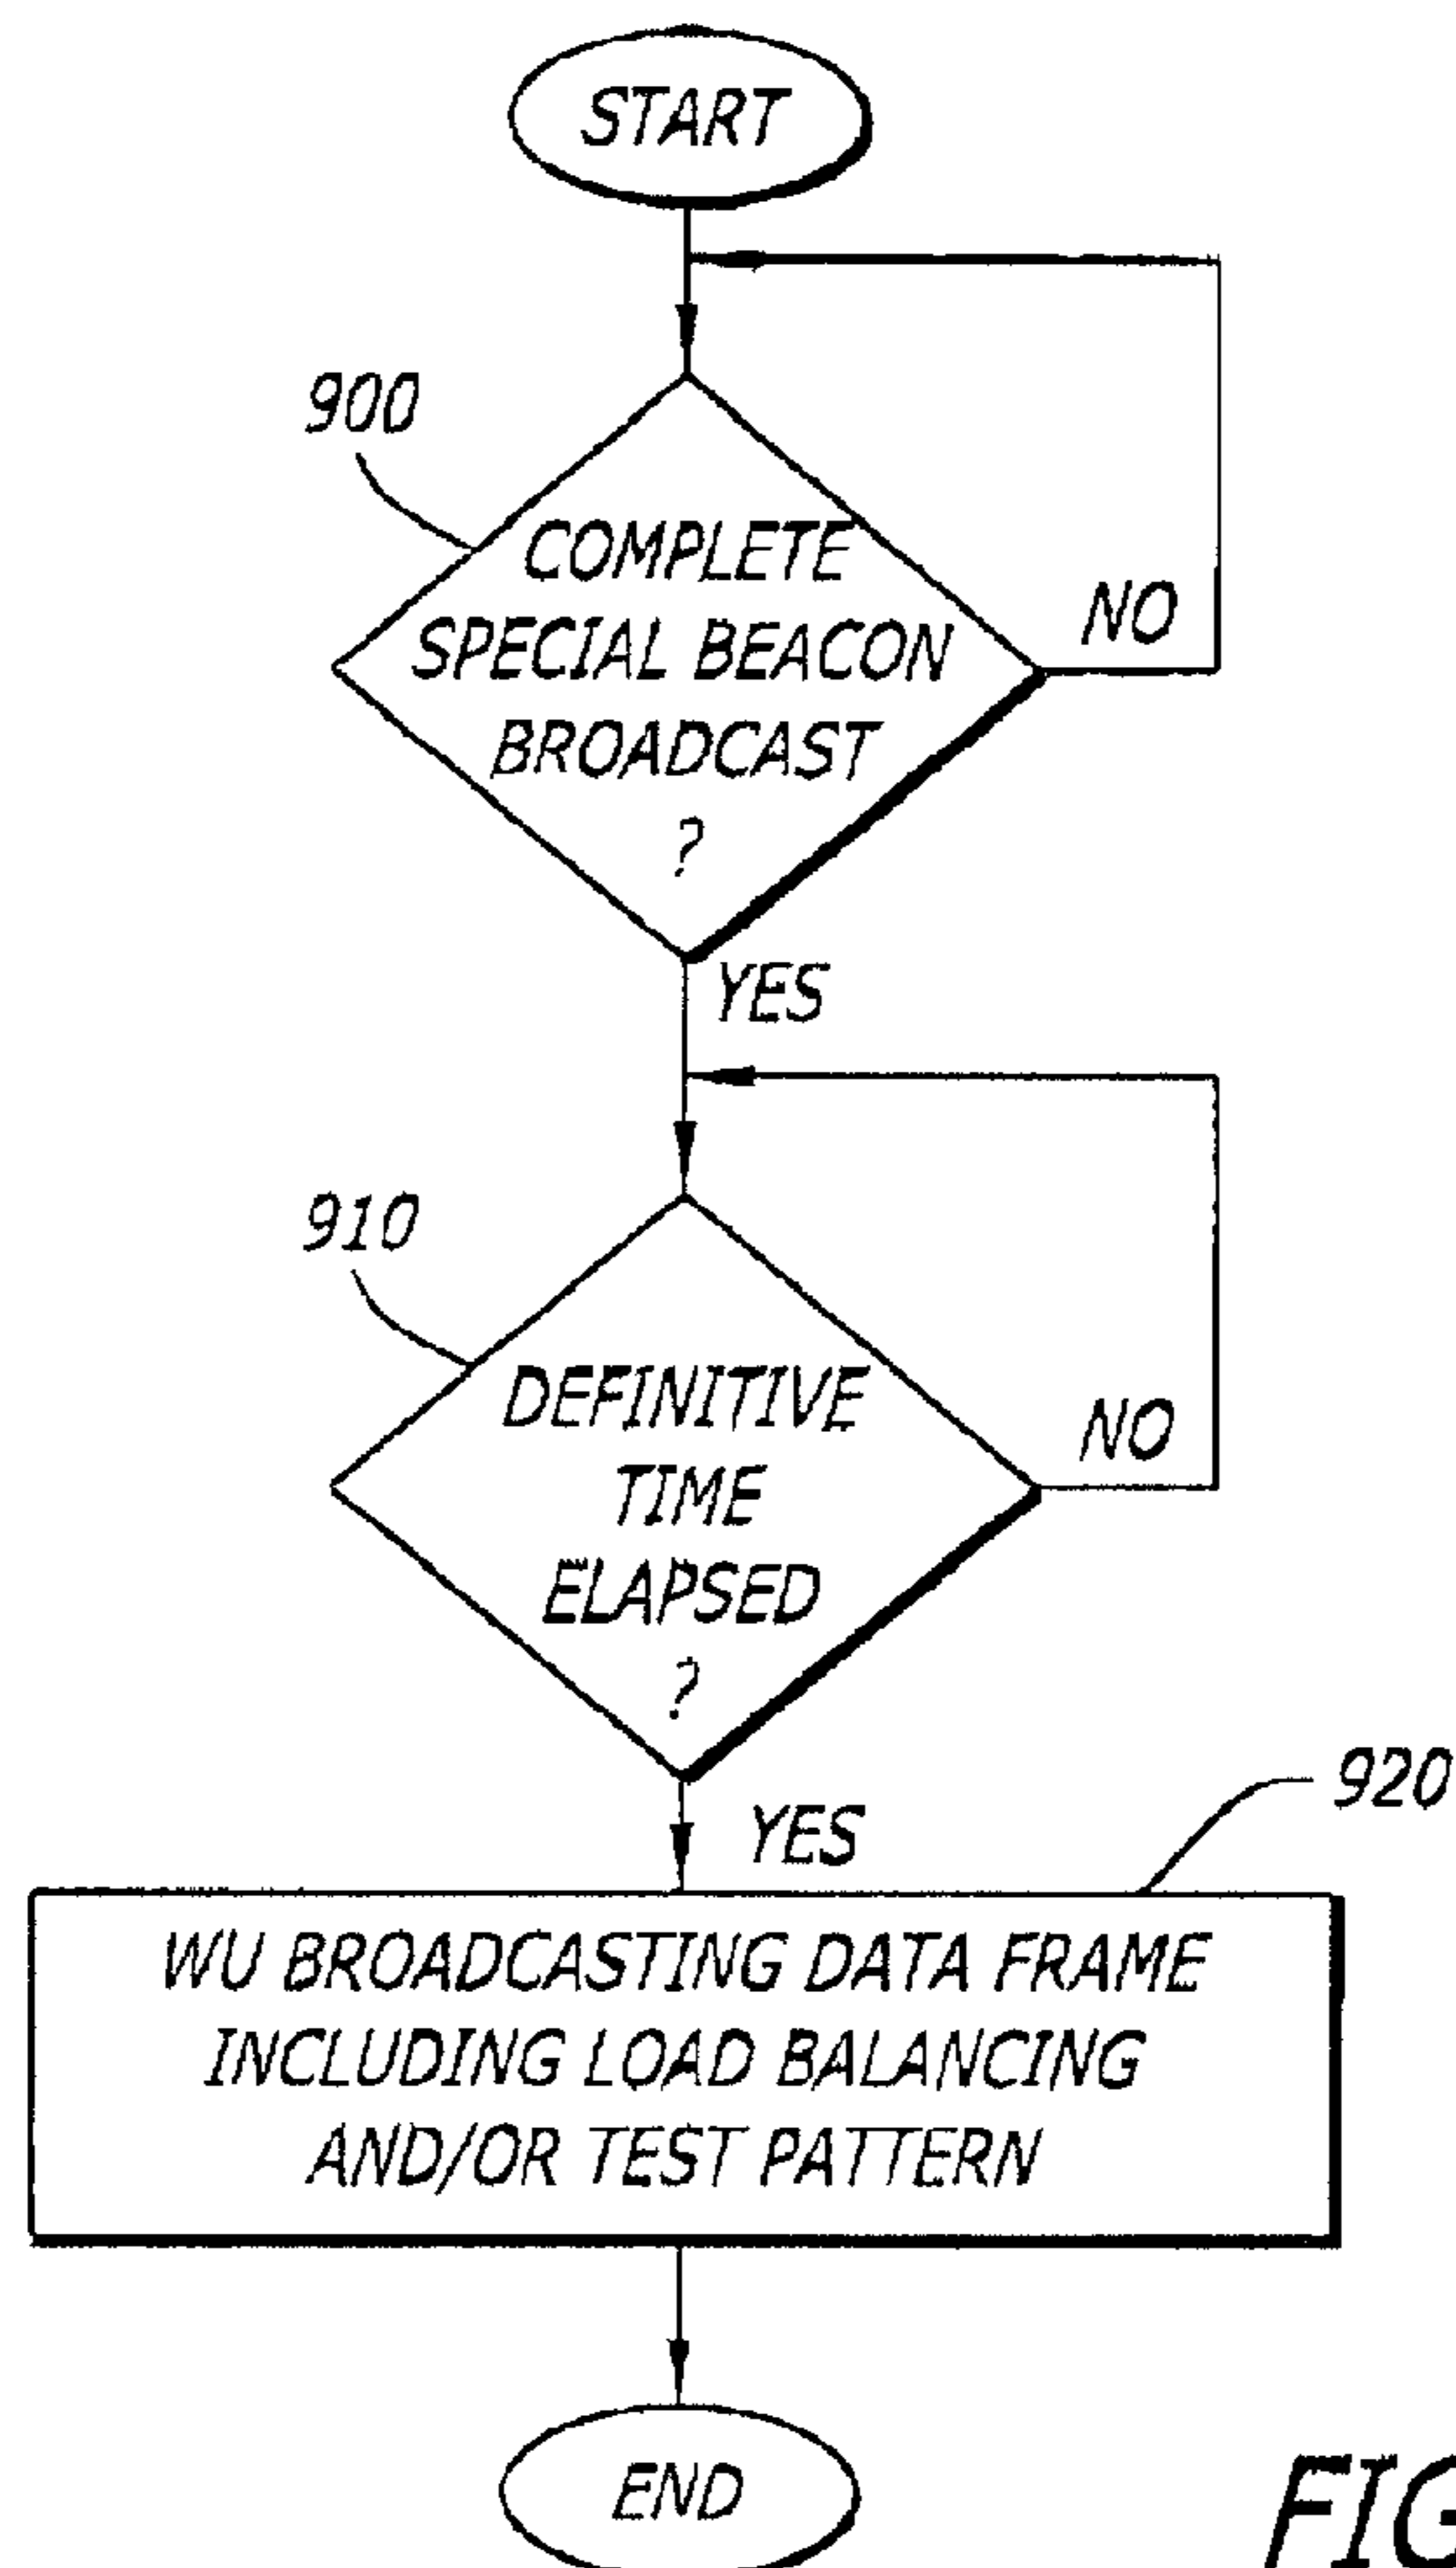 START
900
COMPLETE
SPECIAL BEACON
BROADCAST
?
NO
YES
910
DEFINITIVE
TIME
ELAPSED
?
NO
YES
920
WU BROADCASTING DATA FRAME
INCLUDING LOAD BALANCING
AND/OR TEST PATTERN
END